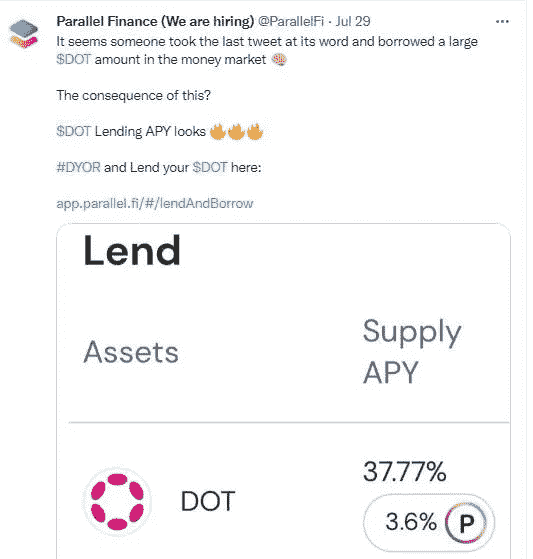 Parallel Finance (We are hiring) @ParallelFi · Jul 29
It seems someone took the last tweet at its word and borrowed a large
$DOT amount in the money market 🧠
The consequence of this?
$DOT Lending APY looks 🔥🔥🔥
#DYOR and Lend your $DOT here:
app.parallel.fi/#/lendAndBorrow
Lend
Assets
Supply
APY
DOT
37.77%
3.6% P